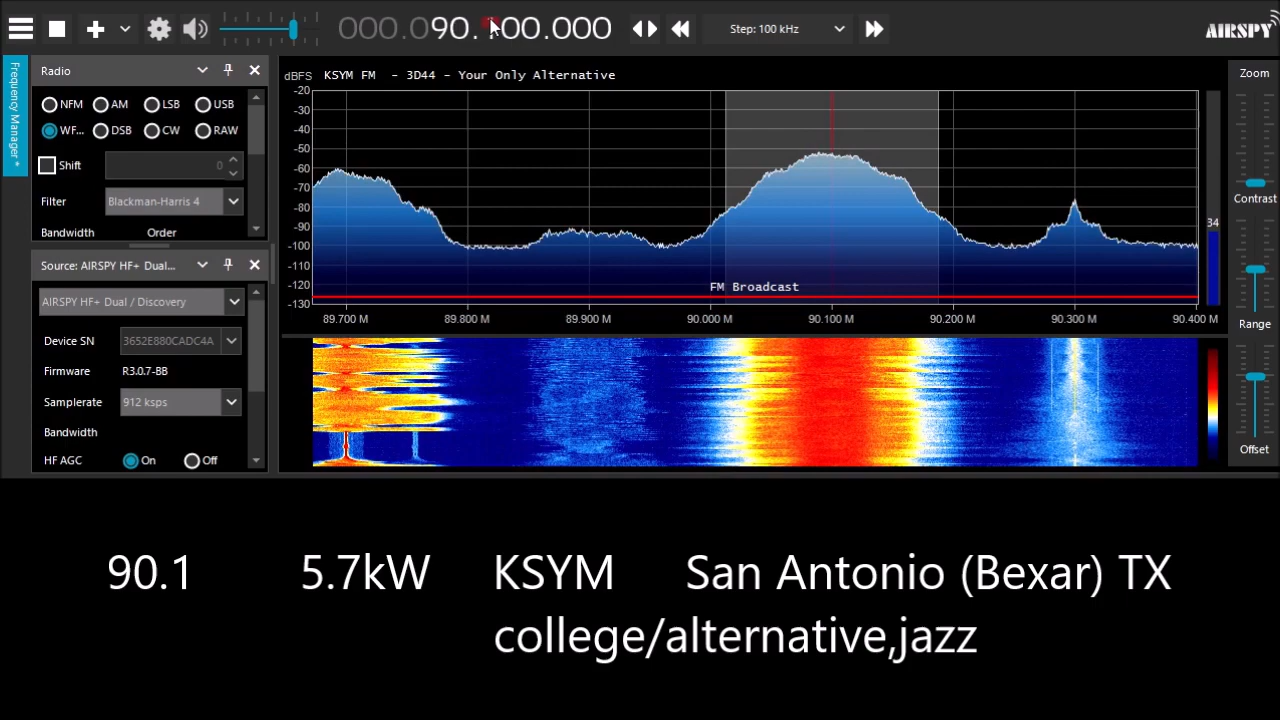 000.090.100.000
Step: 100 kHz
AIRSPY
Frequency Manager *
Radio
NFM AM LSB USB
WF... DSB CW RAW
Shift 0
Filter Blackman-Harris 4
Bandwidth Order
Source: AIRSPY HF+ Dual...
AIRSPY HF+ Dual / Discovery
Device SN 3652E880CADC4A
Firmware R3.0.7-BB
Samplerate 912 ksps
Bandwidth
HF AGC On Off
dBFS KSYM FM - 3D44 - Your Only Alternative
-20
-30
-40
-50
-60
-70
-80
-90
-100
-110
-120
-130
FM Broadcast
89.700 M 89.800 M 89.900 M 90.000 M 90.100 M 90.200 M 90.300 M 90.400 M
34
Zoom
Contrast
Range
Offset
90.1 5.7kW KSYM San Antonio (Bexar) TX
college/alternative,jazz